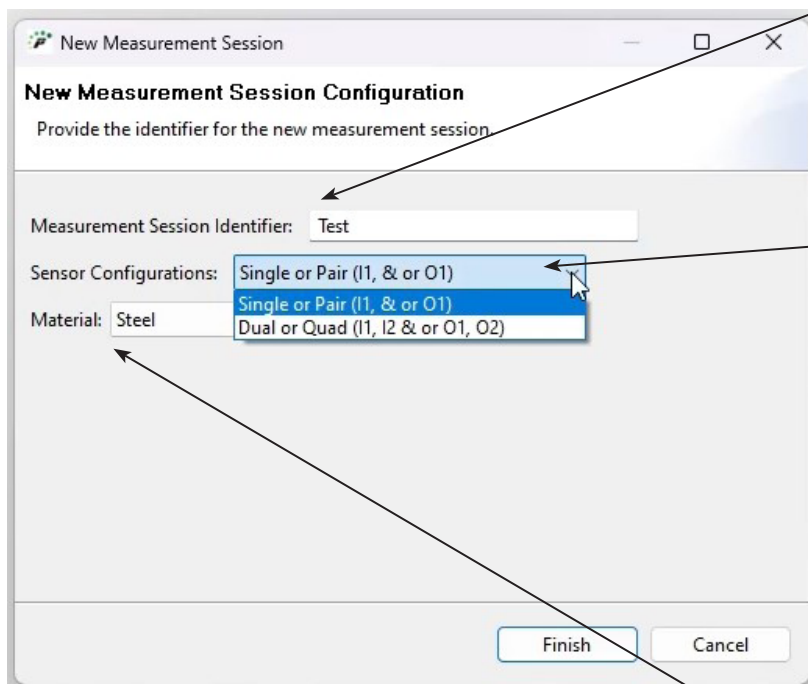 New Measurement Session
New Measurement Session Configuration
Provide the identifier for the new measurement session.
Measurement Session Identifier: Test
Sensor Configurations: Single or Pair (I1, & or O1)
Single or Pair (I1, & or O1)
Material: Steel
Dual or Quad (I1, I2 & or O1, O2)
Finish Cancel